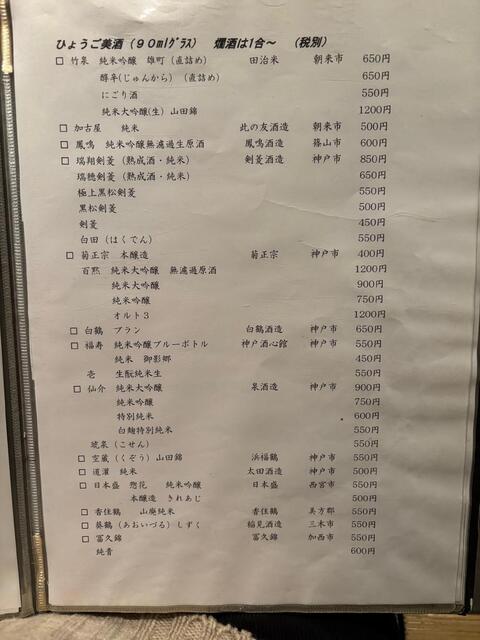 ひょうご美酒(90mlグラス) 燗酒は1合~ (税別)
□ 竹泉 純米吟醸 雄町(直詰め) 田治米 朝来市 650円
醇辛(じゅんから)(直詰め) 650円
にごり酒 550円
純米大吟醸(生)山田錦 1200円
□ 加古屋 純米 此の友酒造 朝来市 500円
□ 鳳鳴 純米吟醸無濾過生原酒 鳳鳴酒造 篠山市 600円
□ 瑞翔剣菱(熟成酒・純米) 剣菱酒造 神戸市 850円
瑞穂剣菱(熟成酒・純米) 650円
極上黒松剣菱 550円
黒松剣菱 500円
剣菱 450円
白田(はくでん) 550円
□ 菊正宗 本醸造 菊正宗 神戸市 400円
百黙 純米大吟醸 無濾過原酒 1200円
純米大吟醸 900円
純米吟醸 750円
オルト3 1200円
□ 白鶴 ブラン 白鶴酒造 神戸市 650円
□ 福寿 純米吟醸ブルーボトル 神戸酒心館 神戸市 550円
純米 御影郷 450円
壱 生酛純米生 550円
□ 仙介 純米大吟醸 泉酒造 神戸市 900円
純米吟醸 750円
特別純米 600円
白麹特別純米 550円
琥泉(こせん) 550円
□ 空蔵(くぞう)山田錦 浜福鶴 神戸市 550円
□ 道灌 純米 太田酒造 神戸市 500円
□ 日本盛 惣花 純米吟醸 日本盛 西宮市 550円
本醸造 きれあじ 500円
□ 香住鶴 山廃純米 香住鶴 美方郡 550円
□ 葵鶴(あおいづる)しずく 稲見酒造 三木市 550円
□ 富久錦 富久錦 加西市 550円
純青 600円